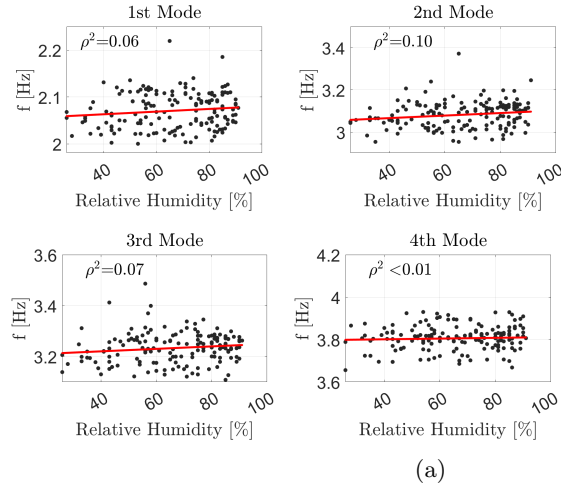 1st Mode
ρ²=0.06
2.2
2.1
2
f [Hz]
40
60
80
100
Relative Humidity [%]
2nd Mode
ρ²=0.10
3.4
3.2
3
f [Hz]
40
60
80
100
Relative Humidity [%]
3rd Mode
ρ²=0.07
3.6
3.4
3.2
f [Hz]
40
60
80
100
Relative Humidity [%]
4th Mode
ρ² <0.01
4.2
4
3.8
3.6
f [Hz]
40
60
80
100
Relative Humidity [%]
(a)